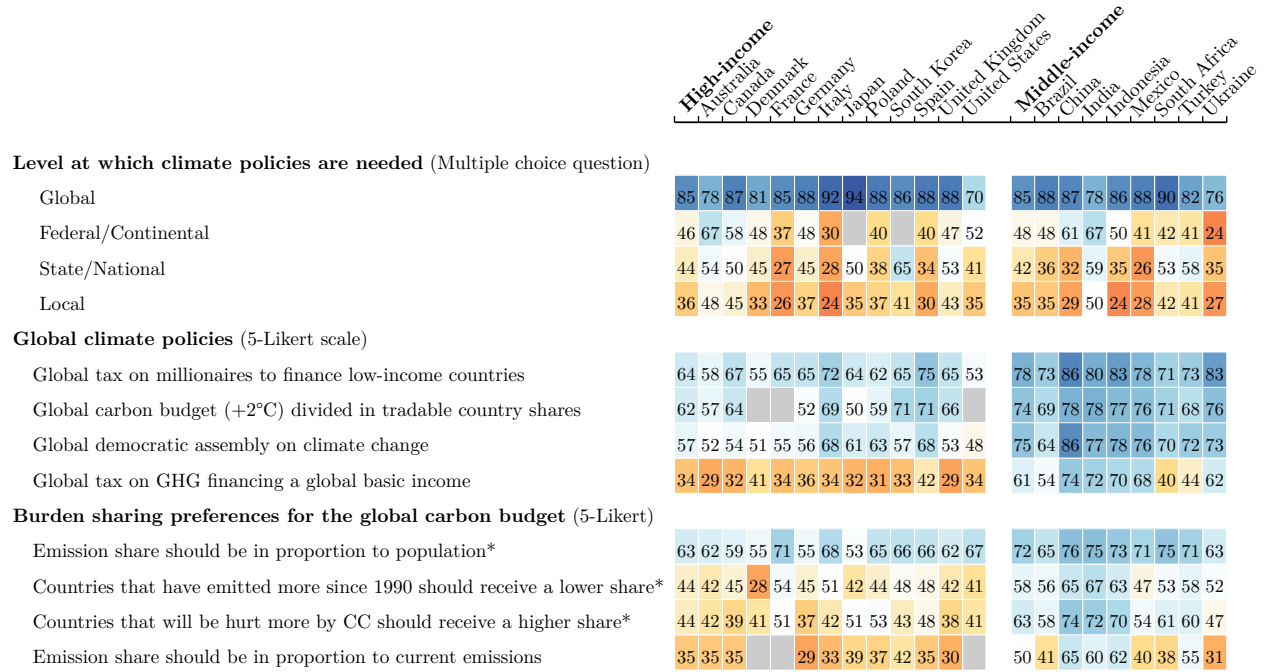 High-income Australia Canada Denmark France Germany Italy Japan Poland South Korea Spain United Kingdom United States Middle-income Brazil China India Indonesia Mexico South Africa Turkey Ukraine
Level at which climate policies are needed (Multiple choice question)
Global 85 78 87 81 85 88 92 94 88 86 88 88 70 85 88 87 78 86 88 90 82 76
Federal/Continental 46 67 58 48 37 48 30 40 40 47 52 48 48 61 67 50 41 42 41 24
State/National 44 54 50 45 27 45 28 50 38 65 34 53 41 42 36 32 59 35 26 53 58 35
Local 36 48 45 33 26 37 24 35 37 41 30 43 35 35 35 29 50 24 28 42 41 27
Global climate policies (5-Likert scale)
Global tax on millionaires to finance low-income countries 64 58 67 55 65 65 72 64 62 65 75 65 53 78 73 86 80 83 78 71 73 83
Global carbon budget (+2°C) divided in tradable country shares 62 57 64 52 69 50 59 71 71 66 74 69 78 78 77 76 71 68 76
Global democratic assembly on climate change 57 52 54 51 55 56 68 61 63 57 68 53 48 75 64 86 77 78 76 70 72 73
Global tax on GHG financing a global basic income 34 29 32 41 34 36 34 32 31 33 42 29 34 61 54 74 72 70 68 40 44 62
Burden sharing preferences for the global carbon budget (5-Likert)
Emission share should be in proportion to population* 63 62 59 55 71 55 68 53 65 66 66 62 67 72 65 76 75 73 71 75 71 63
Countries that have emitted more since 1990 should receive a lower share* 44 42 45 28 54 45 51 42 44 48 48 42 41 58 56 65 67 63 47 53 58 52
Countries that will be hurt more by CC should receive a higher share* 44 42 39 41 51 37 42 51 53 43 48 38 41 63 58 74 72 70 54 61 60 47
Emission share should be in proportion to current emissions 35 35 35 29 33 39 37 42 35 30 50 41 65 60 62 40 38 55 31